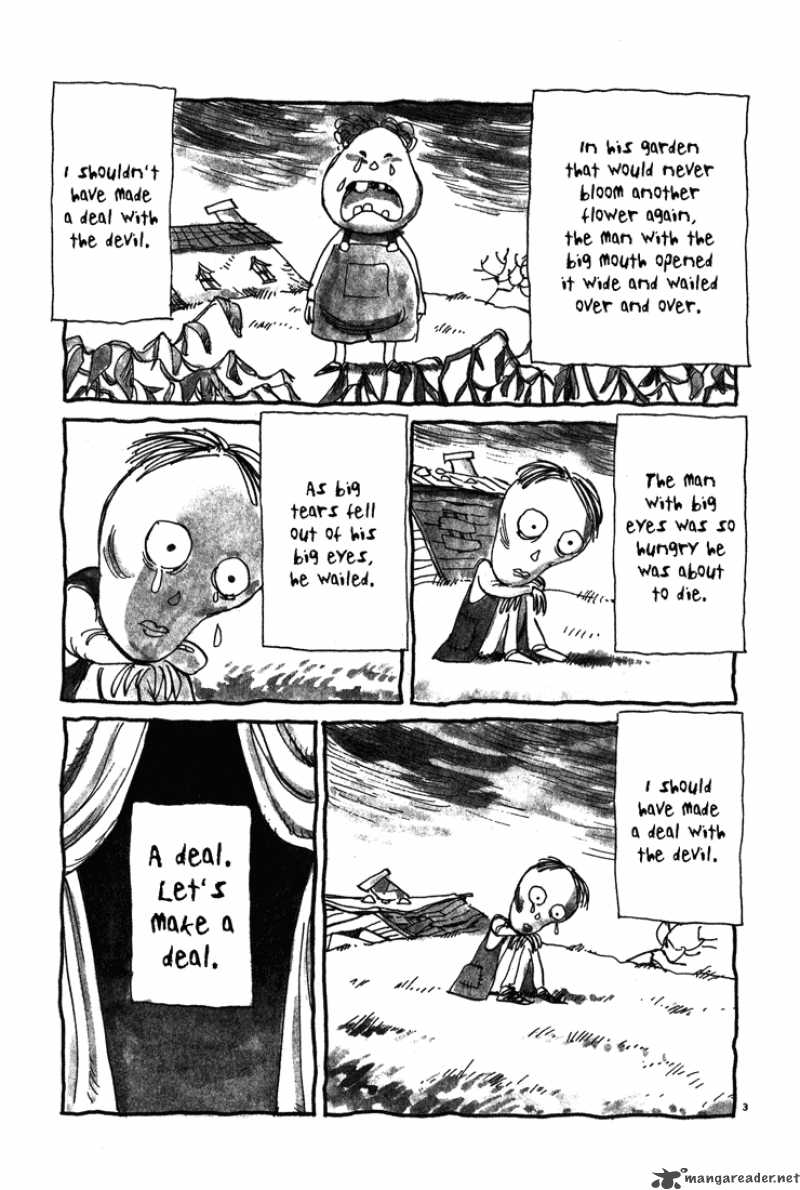 In his garden
that would never
bloom another
flower again,
the man with the
big mouth opened
it wide and wailed
over and over.
I shouldn't
have made
a deal with
the devil.
The man
with big
eyes was so
hungry he
was about
to die.
As big
tears fell
out of his
big eyes,
he wailed.
I should
have made
a deal with
the devil.
A deal.
Let's
make a
deal.
3
mangareader.net